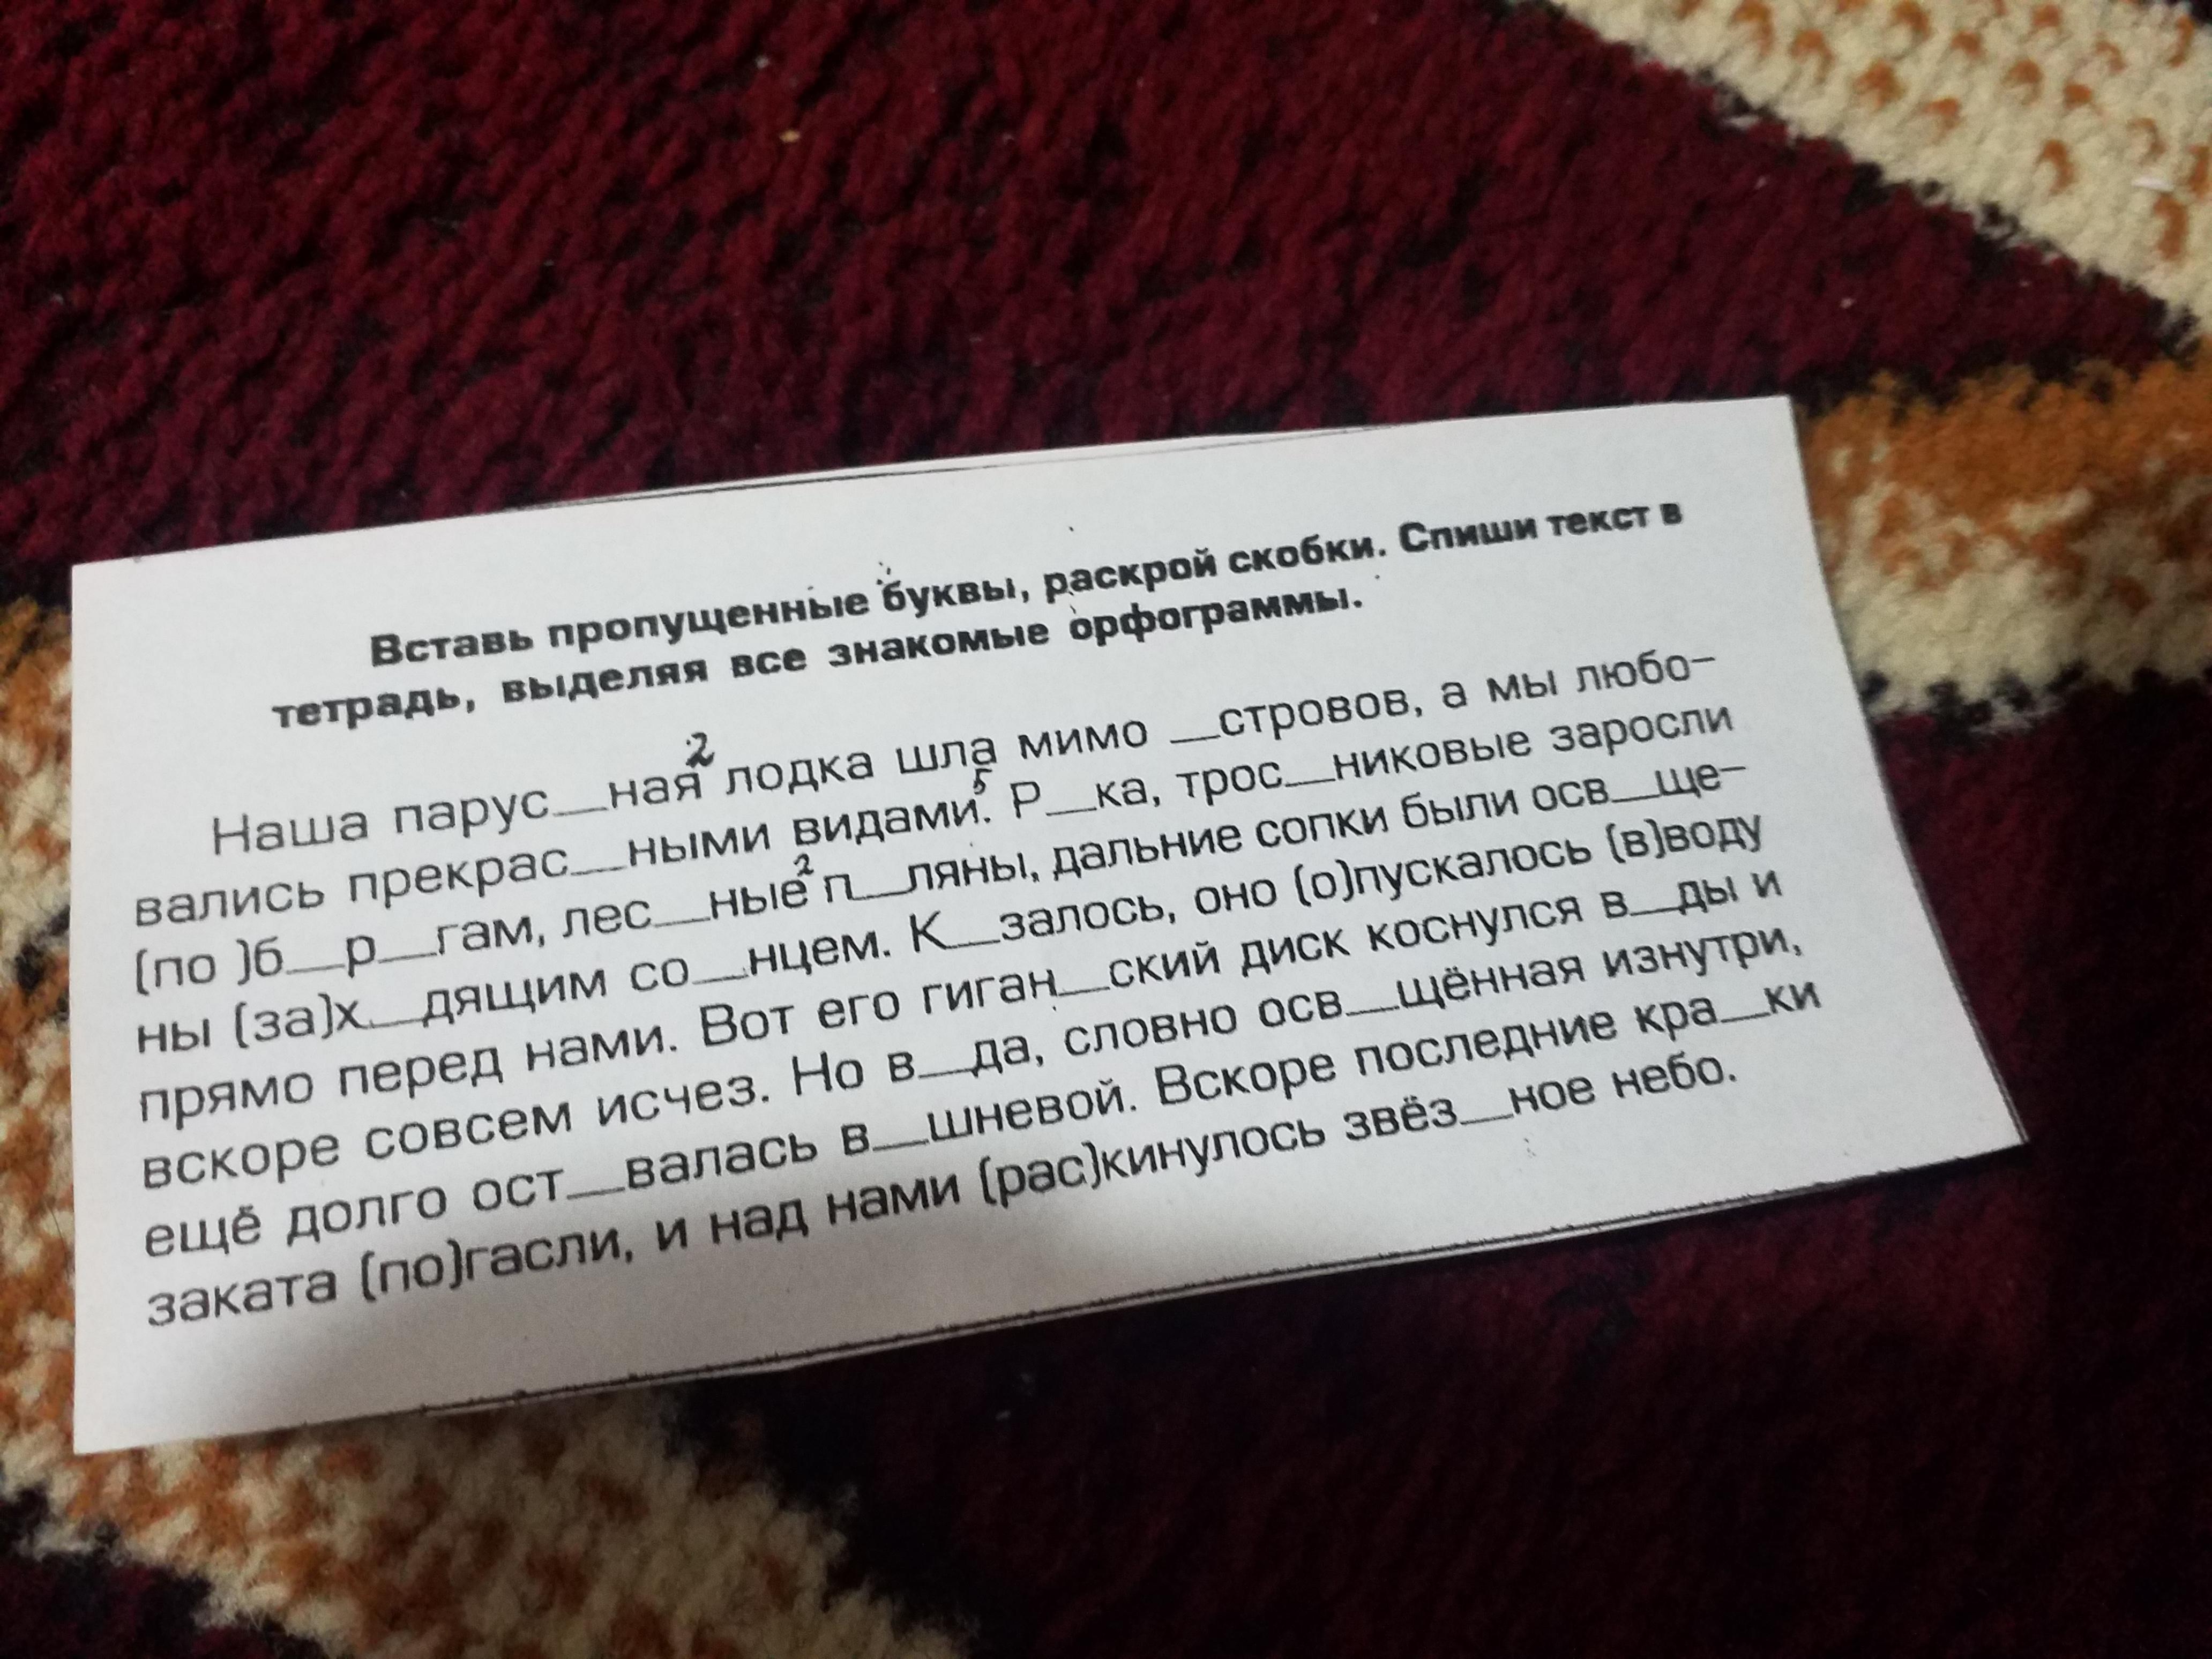 Вставь пропущенные буквы, раскрой скобки. Спиши текст в
тетрадь, выделяя все знакомые орфограммы.
Наша парус__ная² лодка шла мимо __стровов, а мы любо-
вались прекрас__ными видами.⁵ Р__ка, трос__никовые заросли
(по )б__р__гам, лес__ные² п__ляны, дальние сопки были осв__ще-
ны (за)х__дящим со__нцем. К__залось, оно (о)пускалось (в)воду
прямо перед нами. Вот его гиган__ский диск коснулся в__ды и
вскоре совсем исчез. Но в__да, словно осв__щённая изнутри,
ещё долго ост__валась в__шневой. Вскоре последние кра__ки
заката (по)гасли, и над нами (рас)кинулось звёз__ное небо.